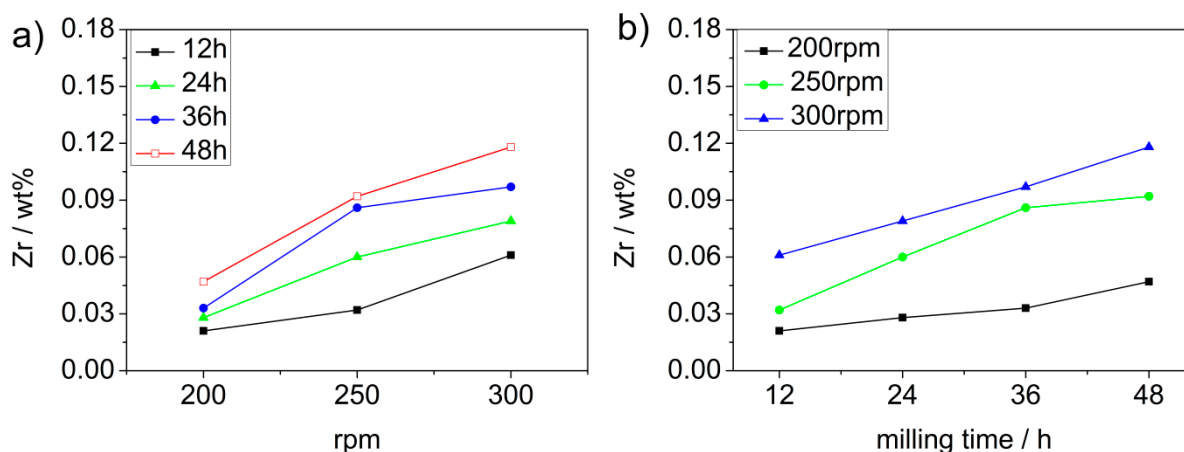 a)
12h
24h
36h
48h
0.18
0.15
0.12
0.09
0.06
0.03
0.00
Zr / wt%
200 250 300
rpm
b)
200rpm
250rpm
300rpm
0.18
0.15
0.12
0.09
0.06
0.03
0.00
Zr / wt%
12 24 36 48
milling time / h